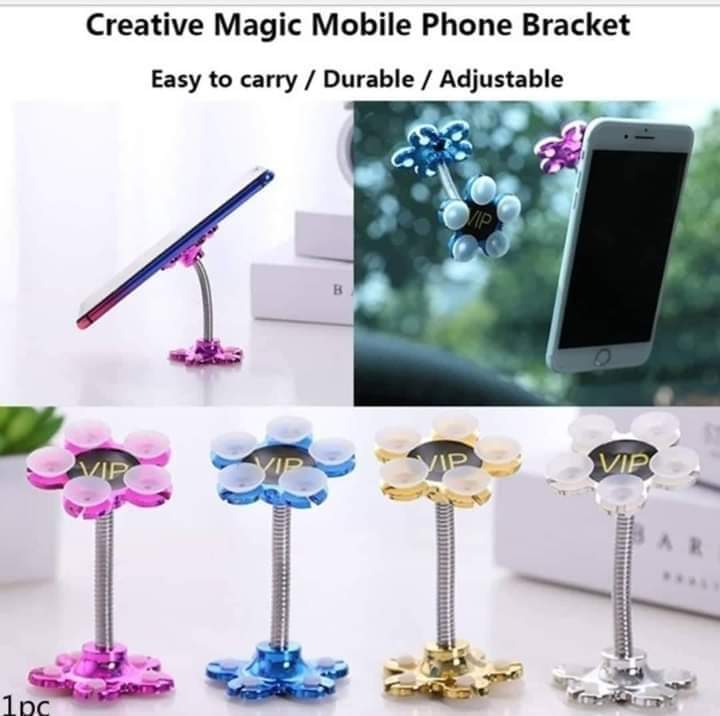 Creative Magic Mobile Phone Bracket
Easy to carry / Durable / Adjustable
VIP
B A
VIP
VIP
VIP
VIP
B A R
1pc